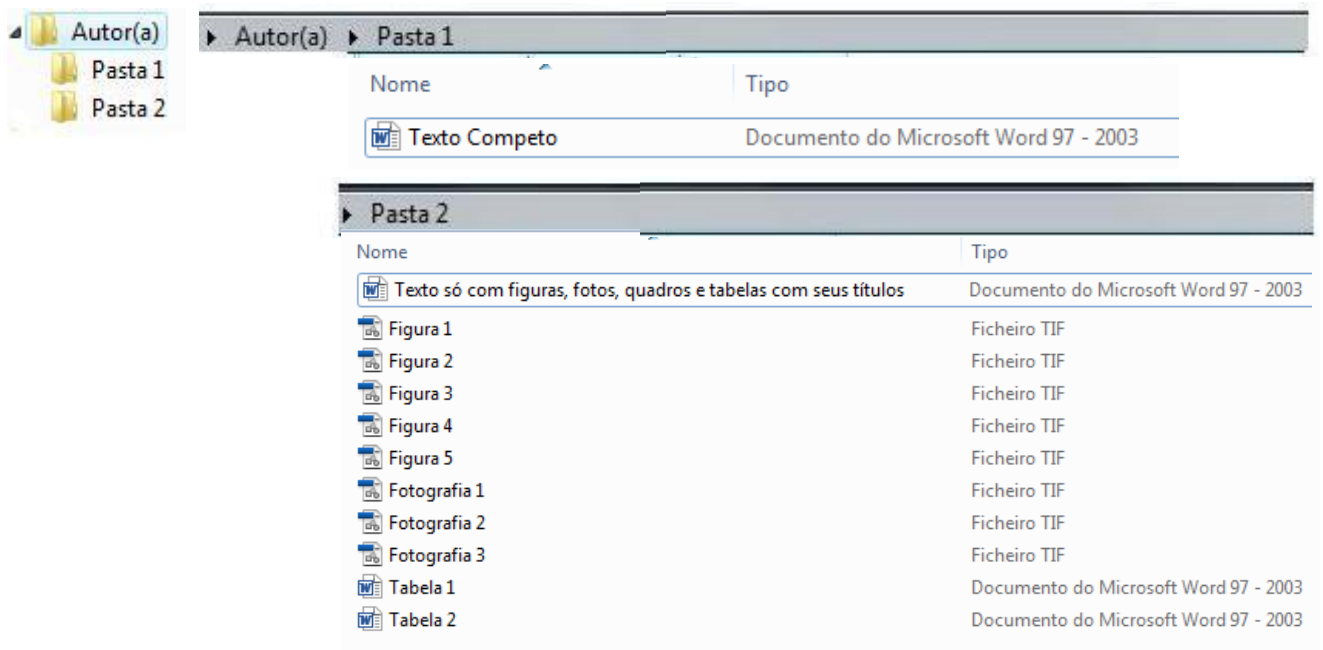 Autor(a)
Pasta 1
Pasta 2
Autor(a) Pasta 1
Nome Tipo
Texto Competo Documento do Microsoft Word 97 - 2003
Pasta 2
Nome Tipo
Texto só com figuras, fotos, quadros e tabelas com seus títulos Documento do Microsoft Word 97 - 2003
Figura 1 Ficheiro TIF
Figura 2 Ficheiro TIF
Figura 3 Ficheiro TIF
Figura 4 Ficheiro TIF
Figura 5 Ficheiro TIF
Fotografia 1 Ficheiro TIF
Fotografia 2 Ficheiro TIF
Fotografia 3 Ficheiro TIF
Tabela 1 Documento do Microsoft Word 97 - 2003
Tabela 2 Documento do Microsoft Word 97 - 2003